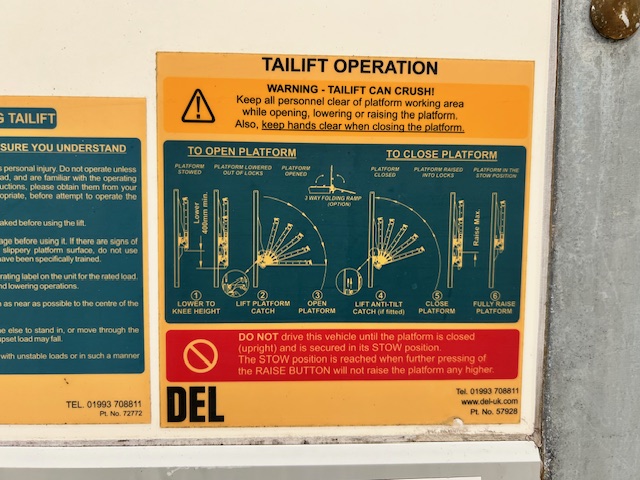 G TAILIFT
SURE YOU UNDERSTAND
personal injury. Do not operate unless
ad, and are familiar with the operating
uctions, please obtain them from your
opriate, before attempt to operate the
aked before using the lift.
age before using it. If there are signs of
slippery platform surface, do not use
have been specifically trained.
rating label on the unit for the rated load.
nd lowering operations.
as near as possible to the centre of the
e else to stand in, or move through the
upset load may fall.
with unstable loads or in such a manner
TEL. 01993 708811
Pt. No. 72772
TAILIFT OPERATION
WARNING - TAILIFT CAN CRUSH!
Keep all personnel clear of platform working area
while opening, lowering or raising the platform.
Also, keep hands clear when closing the platform.
TO OPEN PLATFORM
PLATFORM STOWED
PLATFORM LOWERED OUT OF LOCKS
PLATFORM OPENED
3 WAY FOLDING RAMP
(OPTION)
Lower
400mm min.
1 LOWER TO KNEE HEIGHT
2 LIFT PLATFORM CATCH
3 OPEN PLATFORM
TO CLOSE PLATFORM
PLATFORM CLOSED
PLATFORM RAISED INTO LOCKS
PLATFORM IN THE STOW POSITION
Raise Max.
4 LIFT ANTI-TILT CATCH (if fitted)
5 CLOSE PLATFORM
6 FULLY RAISE PLATFORM
DO NOT drive this vehicle until the platform is closed
(upright) and is secured in its STOW position.
The STOW position is reached when further pressing of
the RAISE BUTTON will not raise the platform any higher.
DEL
Tel. 01993 708811
www.del-uk.com
Pt. No. 57928